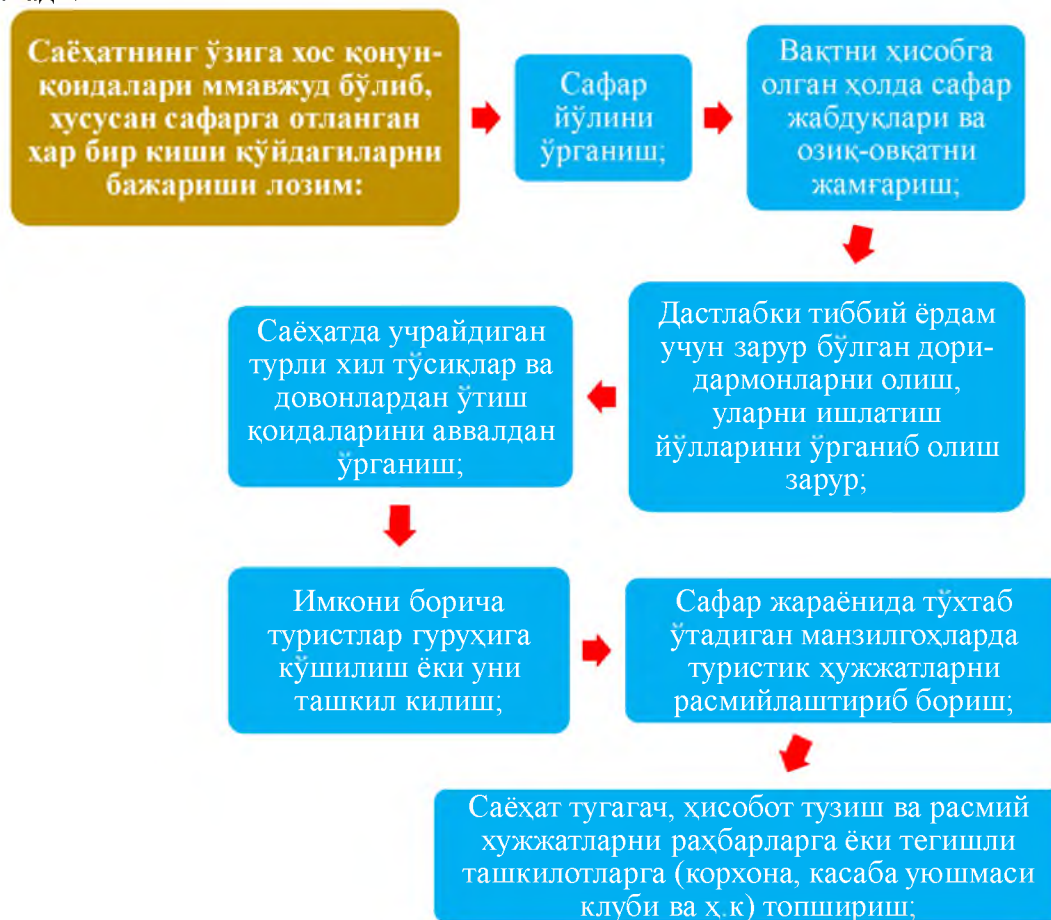 Саёҳатнинг ўзига хос қонун-
қоидалари ммавжуд бўлиб,
хусусан сафарга отланган
ҳар бир киши қўйдагиларни
бажариши лозим:
Сафар
йўлини
ўрганиш;
Вақтни ҳисобга
олган ҳолда сафар
жабдуқлари ва
озиқ-овқатни
жамғариш;
Дастлабки тиббий ёрдам
учун зарур бўлган дори-
дармонларни олиш,
уларни ишлатиш
йўлларини ўрганиб олиш
зарур;
Саёҳатда учрайдиган
турли хил тўсиқлар ва
довонлардан ўтиш
қоидаларини аввалдан
ўрганиш;
Имкони борича
туристлар гуруҳига
кўшилиш ёки уни
ташкил килиш;
Сафар жараёнида тўхтаб
ўтадиган манзилгоҳларда
туристик ҳужжатларни
расмийлаштириб бориш;
Саёҳат тугагач, ҳисобот тузиш ва расмий
хужжатларни раҳбарларга ёки тегишли
ташкилотларга (корхона, касаба уюшмаси
клуби ва ҳ.к) топшириш;